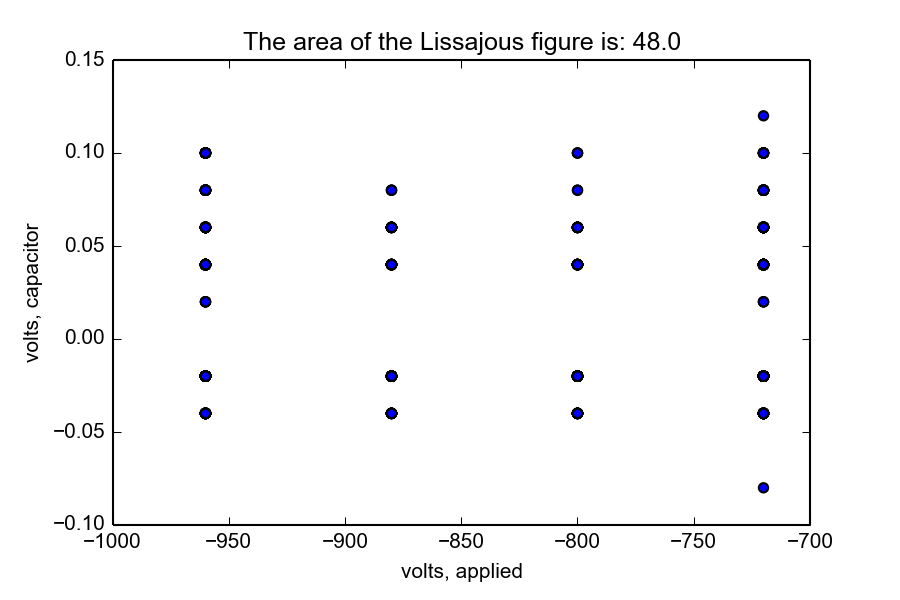 The area of the Lissajous figure is: 48.0
0.15
0.10
0.05
0.00
−0.05
−0.10
−1000 −950 −900 −850 −800 −750 −700
volts, capacitor
volts, applied